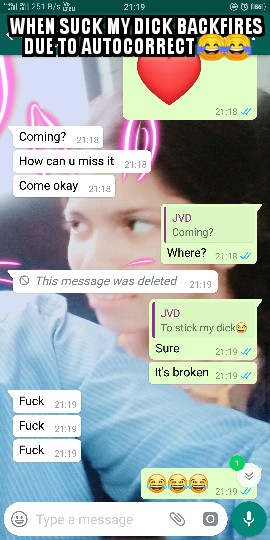 WHEN SUCK MY DICK BACKFIRES
DUE TO AUTOCORRECT😂😂
251 B/s
21:19
21:18
Coming? 21:18
How can u miss it 21:18
Come okay 21:18
JVD
Coming?
Where? 21:18
This message was deleted 21:19
JVD
To stick my dick😂
Sure 21:19
It's broken 21:19
Fuck 21:19
Fuck 21:19
Fuck 21:19
1
😂😂😂 21:19
Type a message